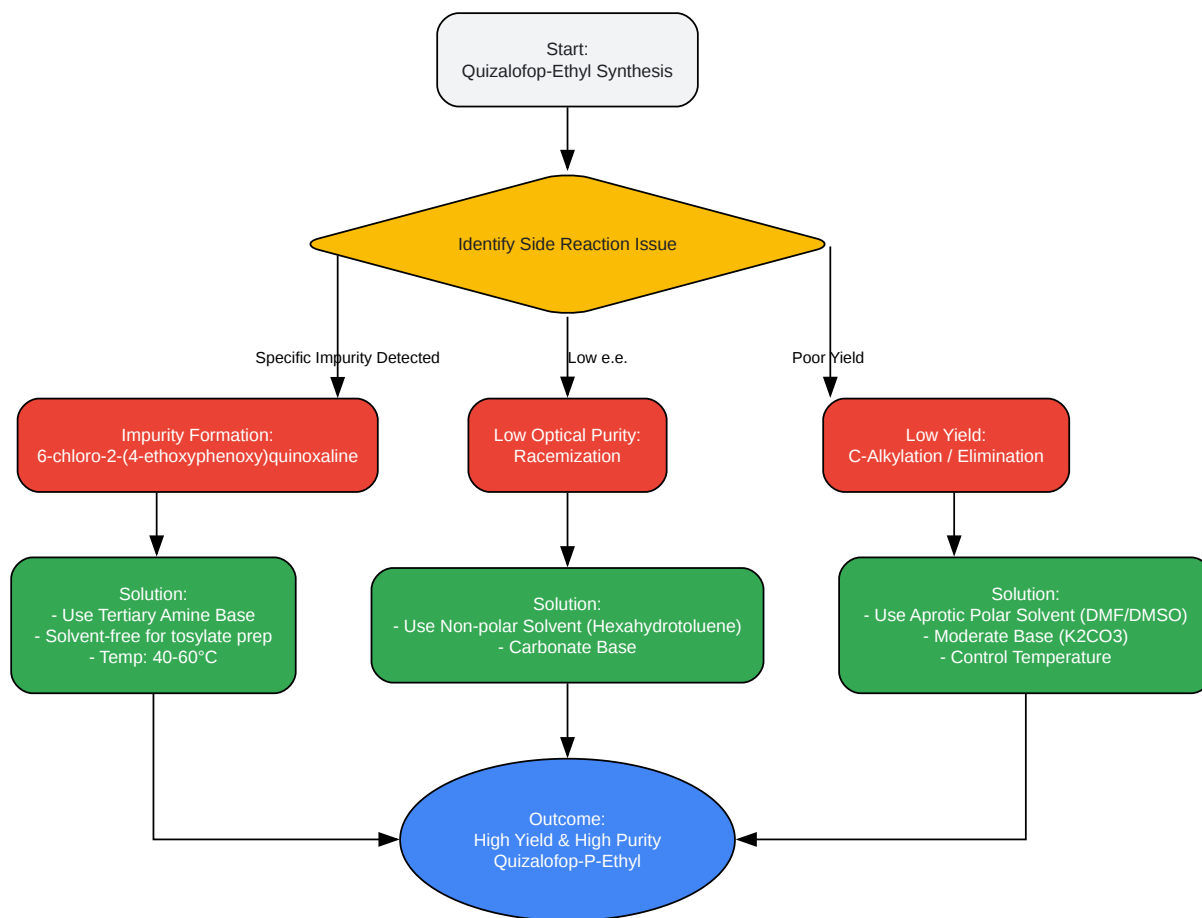 Start:
Quizalofop-Ethyl Synthesis
Identify Side Reaction Issue
Specific Impurity Detected
Low e.e.
Poor Yield
Impurity Formation:
6-chloro-2-(4-ethoxyphenoxy)quinoxaline
Low Optical Purity:
Racemization
Low Yield:
C-Alkylation / Elimination
Solution:
- Use Tertiary Amine Base
- Solvent-free for tosylate prep
- Temp: 40-60°C
Solution:
- Use Non-polar Solvent (Hexahydrotoluene)
- Carbonate Base
Solution:
- Use Aprotic Polar Solvent (DMF/DMSO)
- Moderate Base (K2CO3)
- Control Temperature
Outcome:
High Yield & High Purity
Quizalofop-P-Ethyl